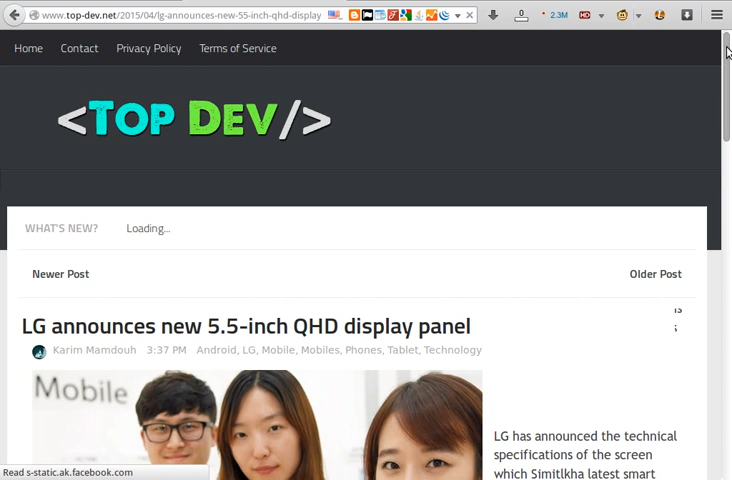 www.top-dev.net/2015/04/lg-announces-new-55-inch-qhd-display
0
2.3M
HD
Home
Contact
Privacy Policy
Terms of Service
<TOP DEV/>
WHAT'S NEW?
Loading...
Newer Post
Older Post
LG announces new 5.5-inch QHD display panel
Karim Mamdouh
3:37 PM
Android, LG, Mobile, Mobiles, Phones, Tablet, Technology
Mobile
LG has announced the technical
specifications of the screen
which Simitlkha latest smart
Read s-static.ak.facebook.com